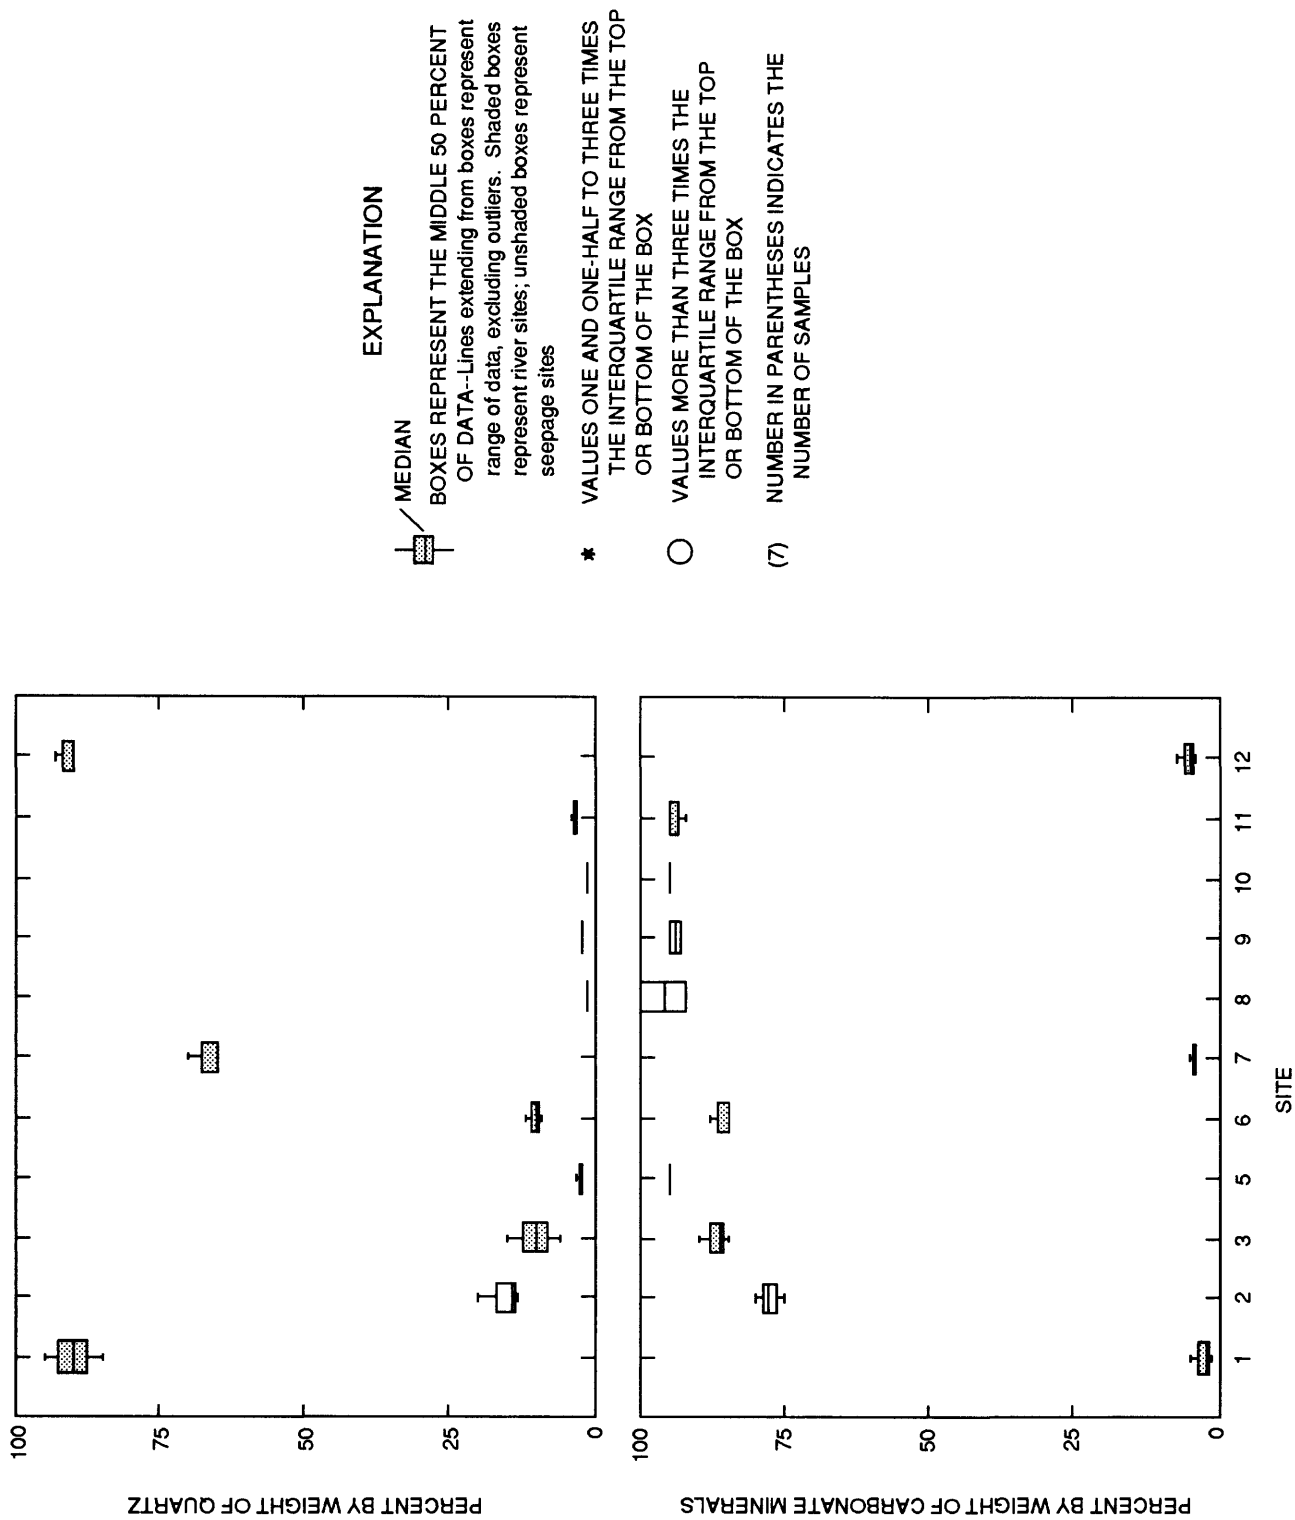 PERCENT BY WEIGHT OF QUARTZ
100
75
50
25
0
PERCENT BY WEIGHT OF CARBONATE MINERALS
100
75
50
25
0
1 2 3 5 6 7 8 9 10 11 12
SITE
EXPLANATION
MEDIAN
BOXES REPRESENT THE MIDDLE 50 PERCENT
OF DATA--Lines extending from boxes represent
range of data, excluding outliers. Shaded boxes
represent river sites; unshaded boxes represent
seepage sites
VALUES ONE AND ONE-HALF TO THREE TIMES
THE INTERQUARTILE RANGE FROM THE TOP
OR BOTTOM OF THE BOX
VALUES MORE THAN THREE TIMES THE
INTERQUARTILE RANGE FROM THE TOP
OR BOTTOM OF THE BOX
(7) NUMBER IN PARENTHESES INDICATES THE
NUMBER OF SAMPLES